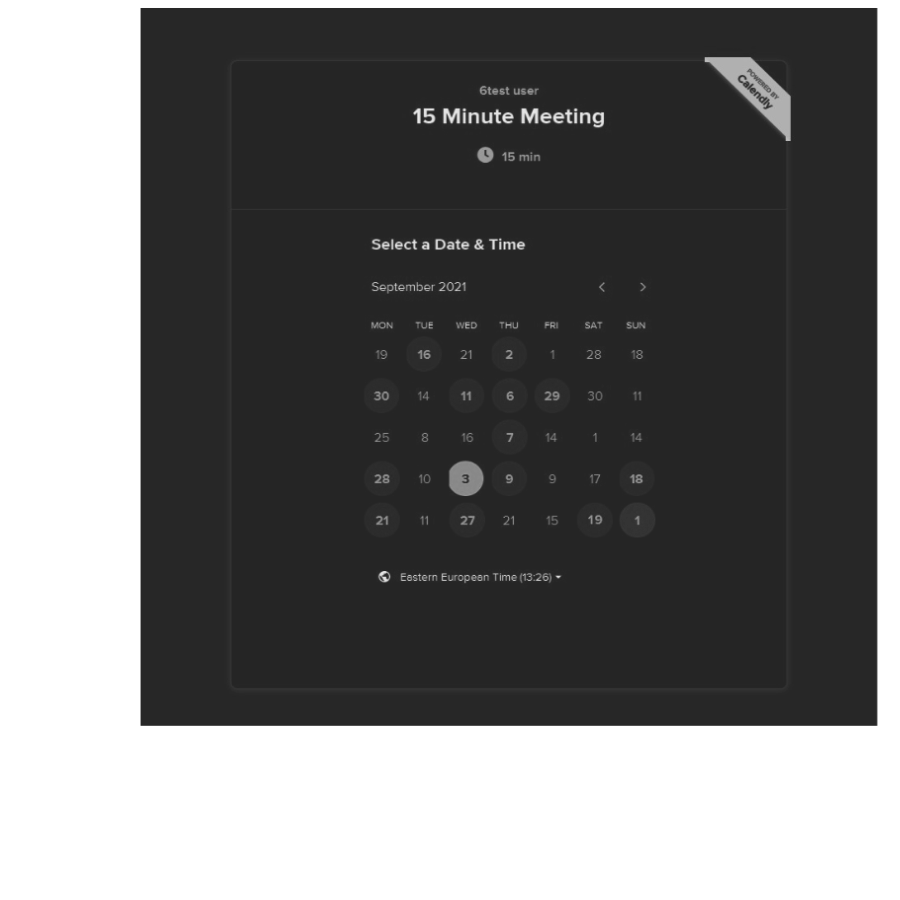 POWERED BY
Calendly
6test user
15 Minute Meeting
15 min
Select a Date & Time
September 2021
MON TUE WED THU FRI SAT SUN
19 16 21 2 1 28 18
30 14 11 6 29 30 11
25 8 16 7 14 1 14
28 10 3 9 9 17 18
21 11 27 21 15 19 1
Eastern European Time (13:26)